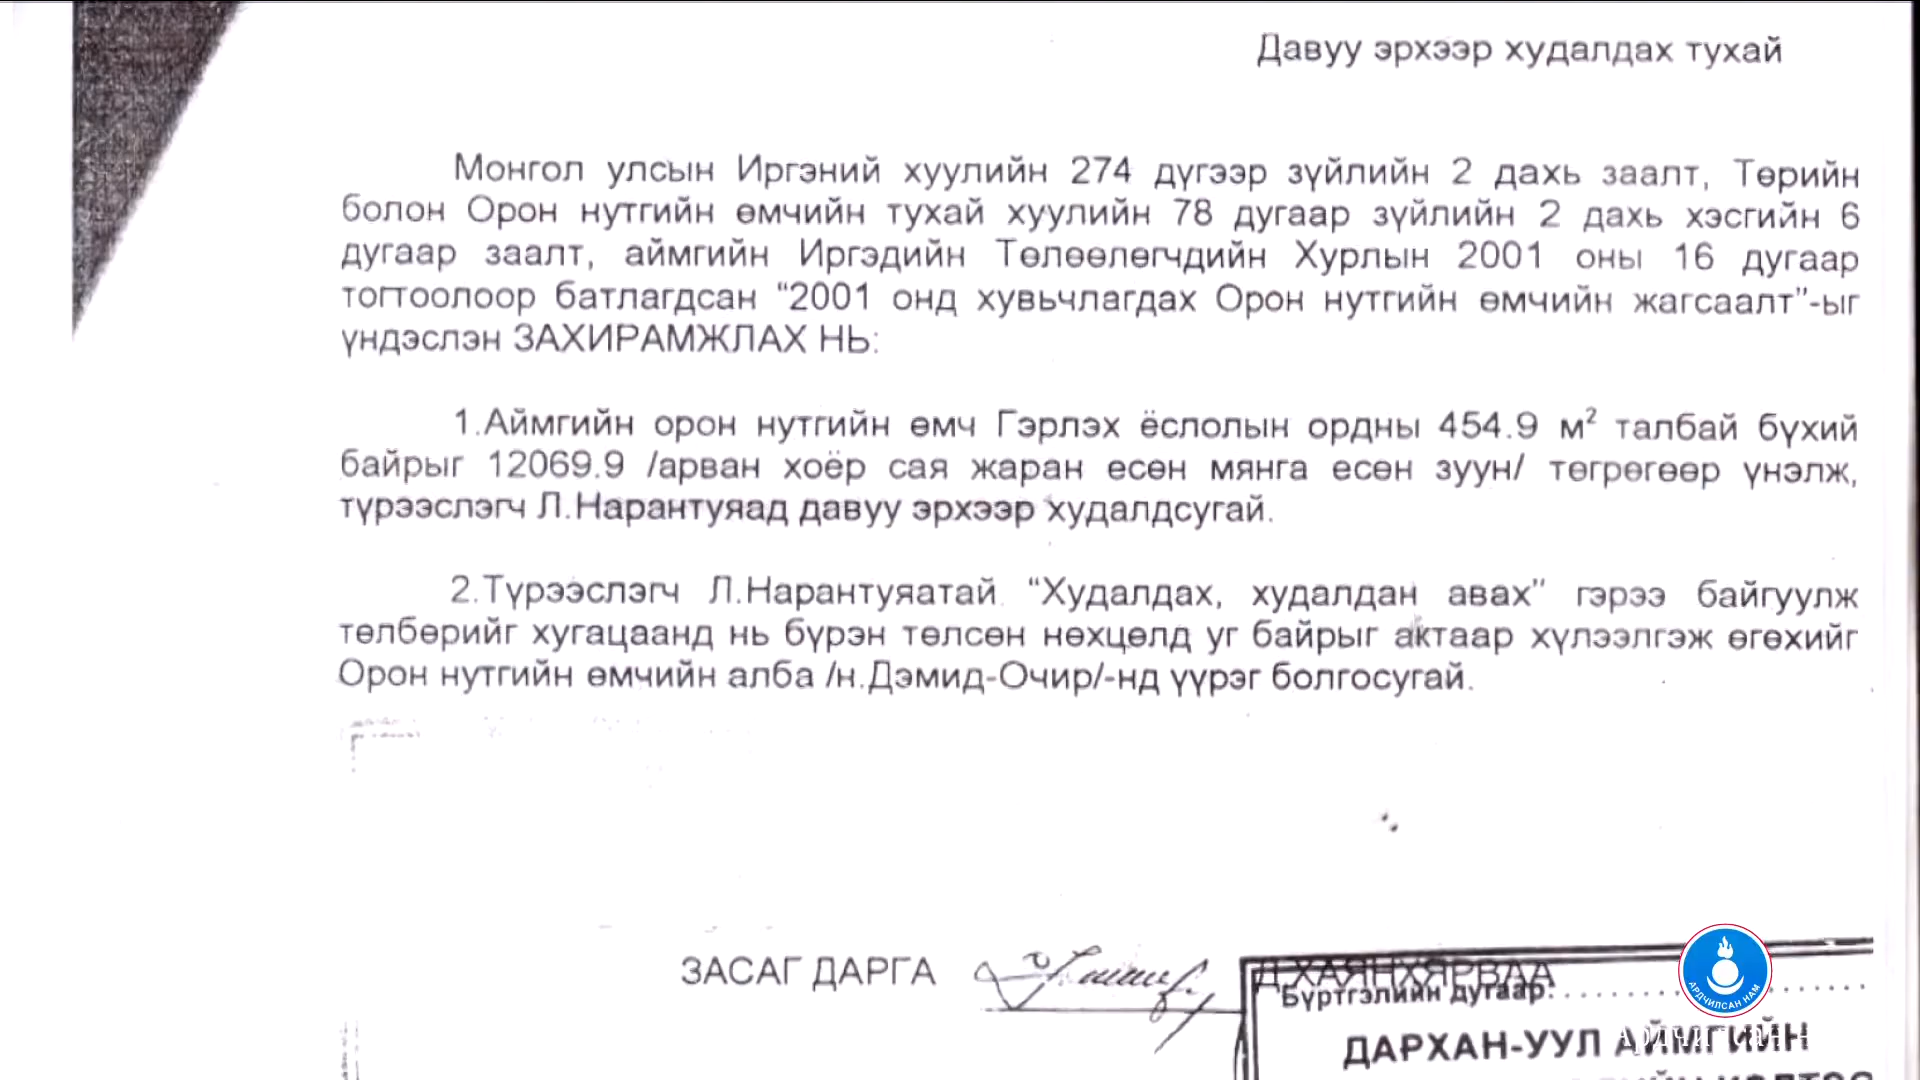 Давуу эрхээр худалдах тухай
Монгол улсын Иргэний хуулийн 274 дүгээр зүйлийн 2 дахь заалт, Төрийн
болон Орон нутгийн өмчийн тухай хуулийн 78 дугаар зүйлийн 2 дахь хэсгийн 6
дугаар заалт, аймгийн Иргэдийн Төлөөлөгчдийн Хурлын 2001 оны 16 дугаар
тогтоолоор батлагдсан “2001 онд хувьчлагдах Орон нутгийн өмчийн жагсаалт”-ыг
үндэслэн ЗАХИРАМЖЛАХ НЬ:
1.Аймгийн орон нутгийн өмч Гэрлэх ёслолын ордны 454.9 м² талбай бүхий
байрыг 12069.9 /арван хоёр сая жаран есөн мянга есөн зуун/ төгрөгөөр үнэлж,
түрээслэгч Л.Нарантуяад давуу эрхээр худалдсугай.
2.Түрээслэгч Л.Нарантуяатай “Худалдах, худалдан авах” гэрээ байгуулж
төлбөрийг хугацаанд нь бүрэн төлсөн нөхцөлд уг байрыг актаар хүлээлгэж өгөхийг
Орон нутгийн өмчийн алба /н.Дэмид-Очир/-нд үүрэг болгосугай.
ЗАСАГ ДАРГА Д.ХАЯНХЯРВАА
Бүртгэлийн дугаар:
АРДЧИЛСАН НАМ
ДАРХАН-УУЛ АЙМГИЙН